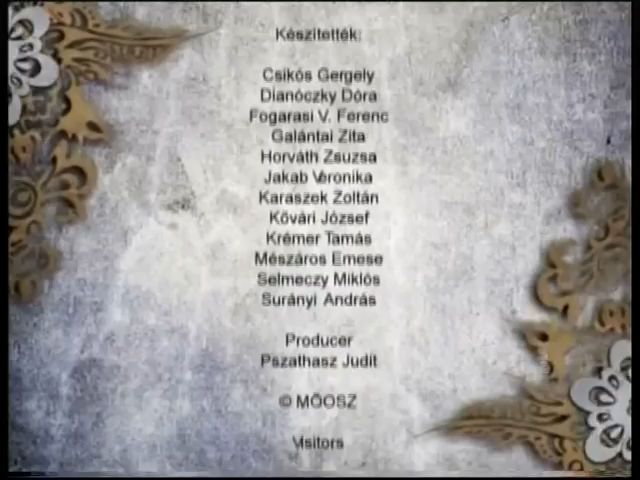 Készítették:
Csikós Gergely
Dianóczky Dóra
Fogarasi V. Ferenc
Galántai Zita
Horváth Zsuzsa
Jakab Veronika
Karaszek Zoltán
Kővári József
Krémer Tamás
Mészáros Emese
Selmeczy Miklós
Surányi András
Producer
Pszathasz Judit
© MÕOSZ
Visitors